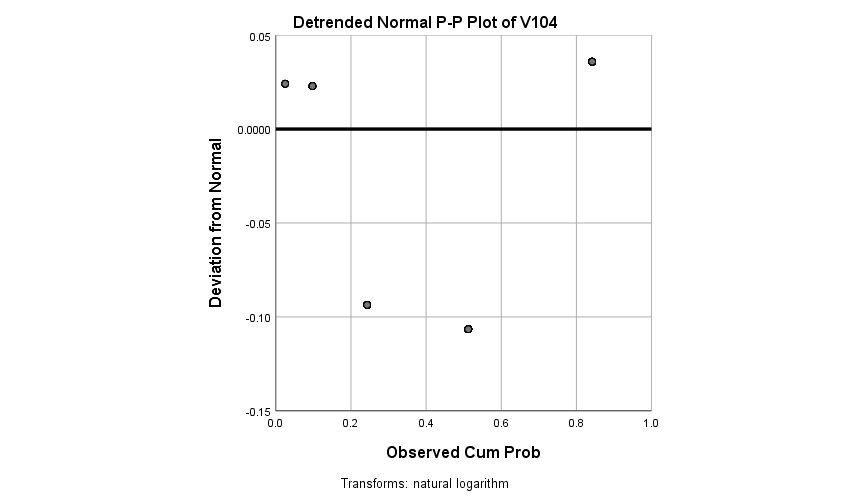 Detrended Normal P-P Plot of V104
0.05
0.0000
-0.05
-0.10
-0.15
Deviation from Normal
0.0 0.2 0.4 0.6 0.8 1.0
Observed Cum Prob
Transforms: natural logarithm